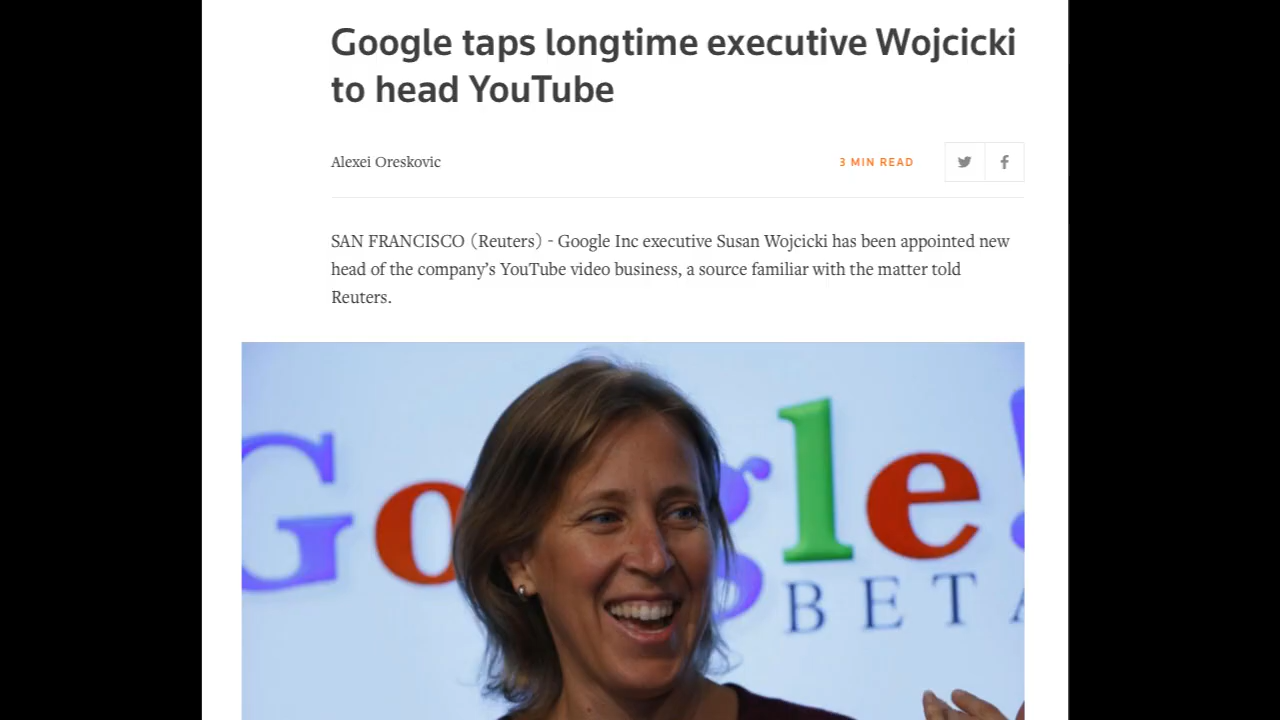 Google taps longtime executive Wojcicki
to head YouTube
Alexei Oreskovic
3 MIN READ
SAN FRANCISCO (Reuters) - Google Inc executive Susan Wojcicki has been appointed new
head of the company’s YouTube video business, a source familiar with the matter told
Reuters.
Google!
BETA